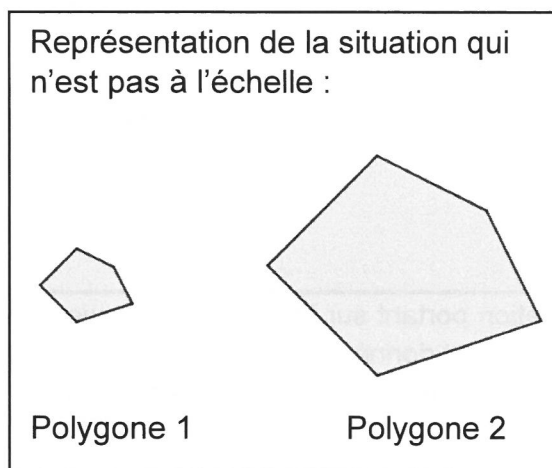 Représentation de la situation qui
n'est pas à l'échelle :
Polygone 1
Polygone 2